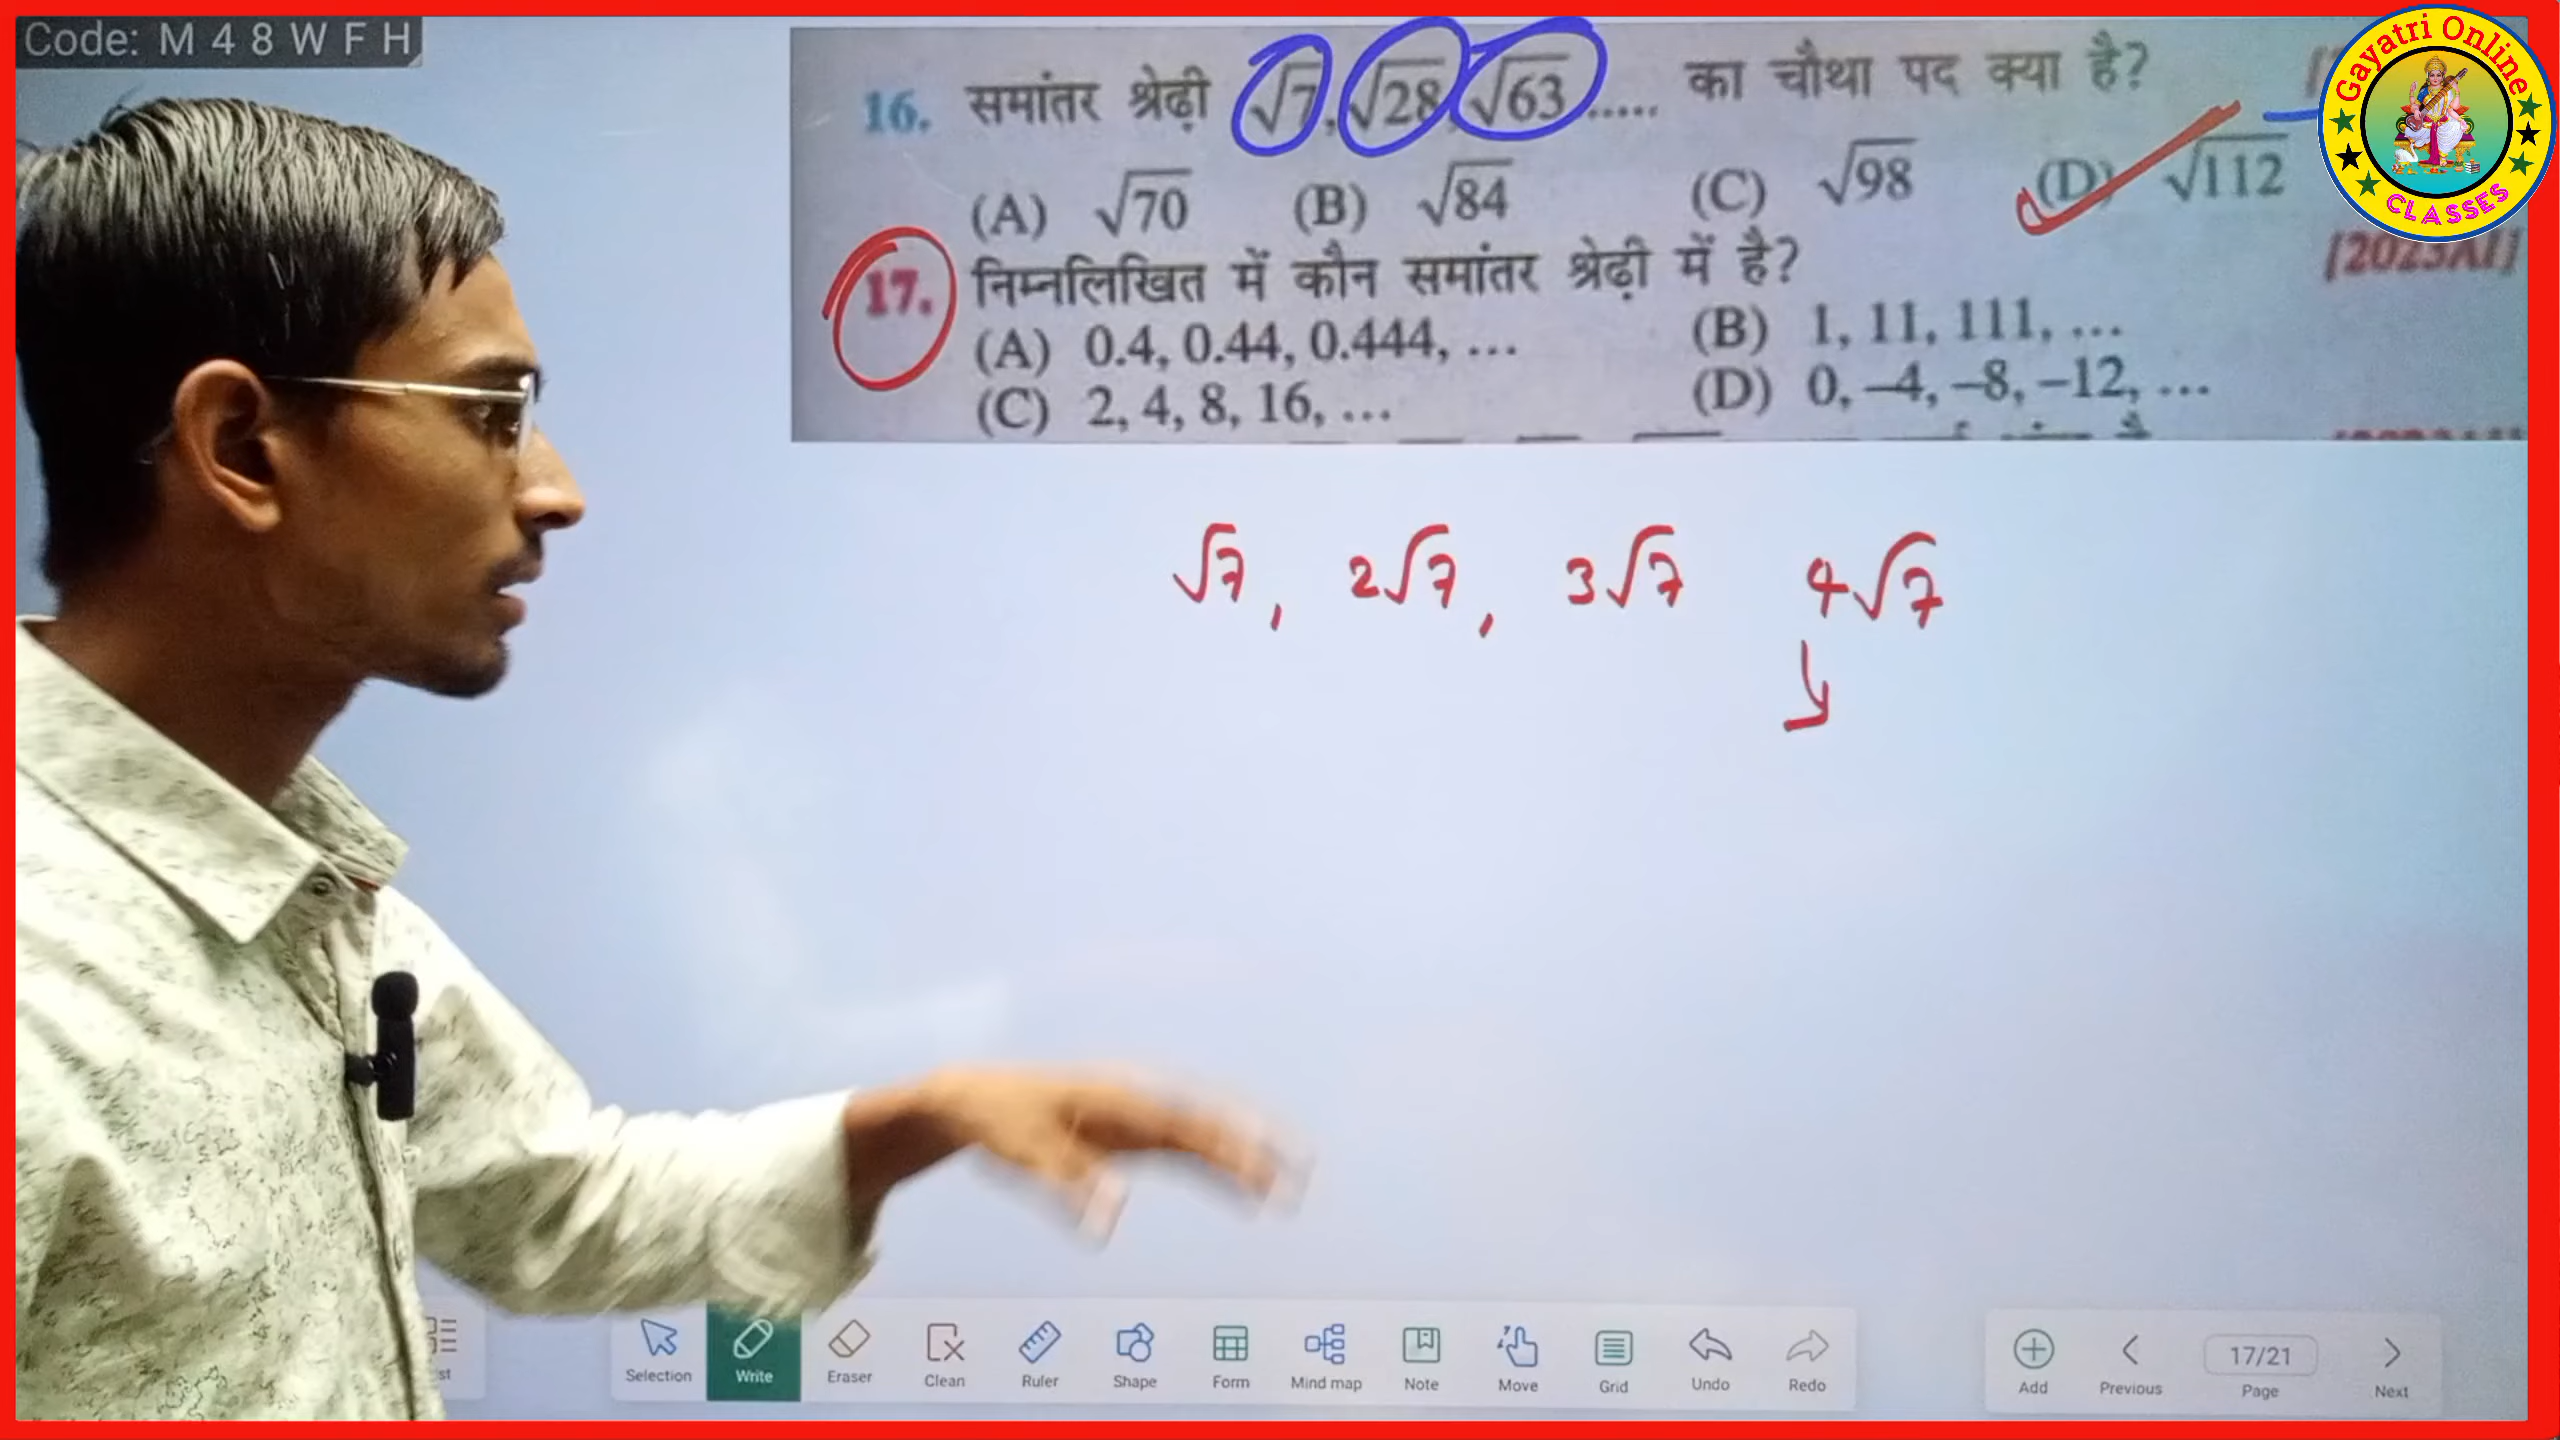 Code: M 4 8 W F H
Gayatri Online
CLASSES
16. समांतर श्रेढ़ी √7, √28 √63..... का चौथा पद क्या है?
(A) √70 (B) √84 (C) √98 (D) √112
17. निम्नलिखित में कौन समांतर श्रेढ़ी में है? [2023AI]
(A) 0.4, 0.44, 0.444, ... (B) 1, 11, 111, ...
(C) 2, 4, 8, 16, ... (D) 0, –4, –8, –12, ...
√7, 2√7, 3√7 4√7
Selection Write Eraser Clean Ruler Shape Form Mind map Note Move Grid Undo Redo Add Previous 17/21 Page Next